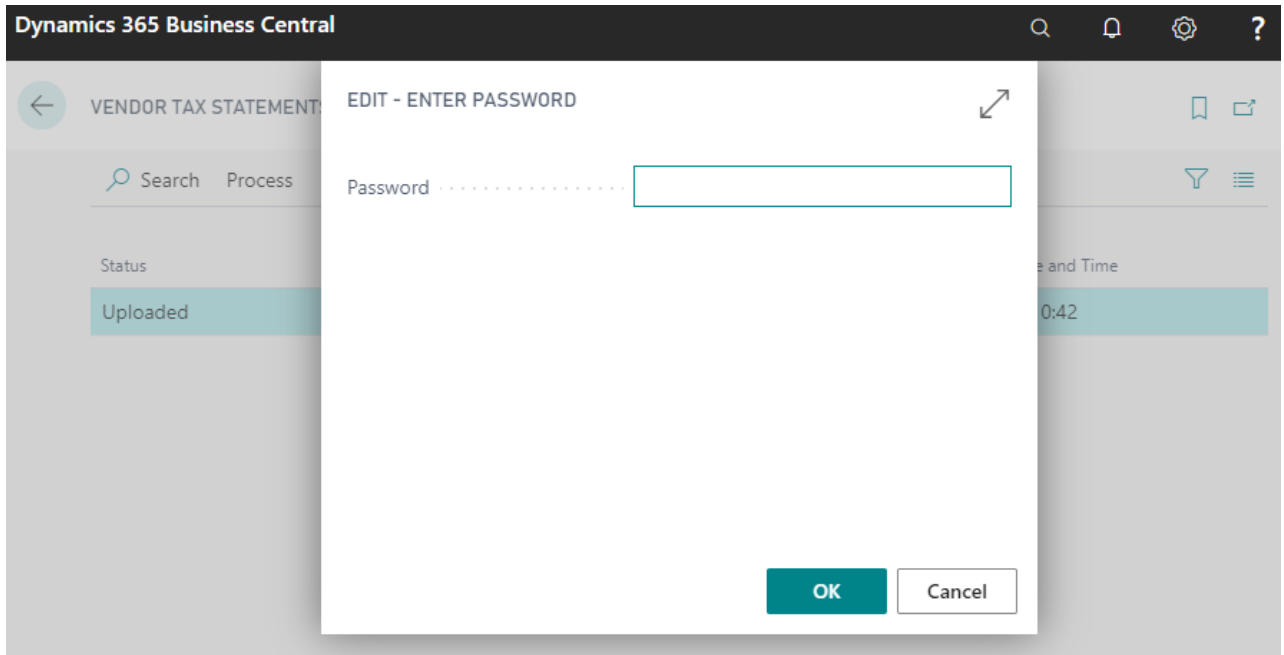 Dynamics 365 Business Central
?
VENDOR TAX STATEMENTS
EDIT - ENTER PASSWORD
Search Process
Password
Status
e and Time
Uploaded
0:42
OK Cancel